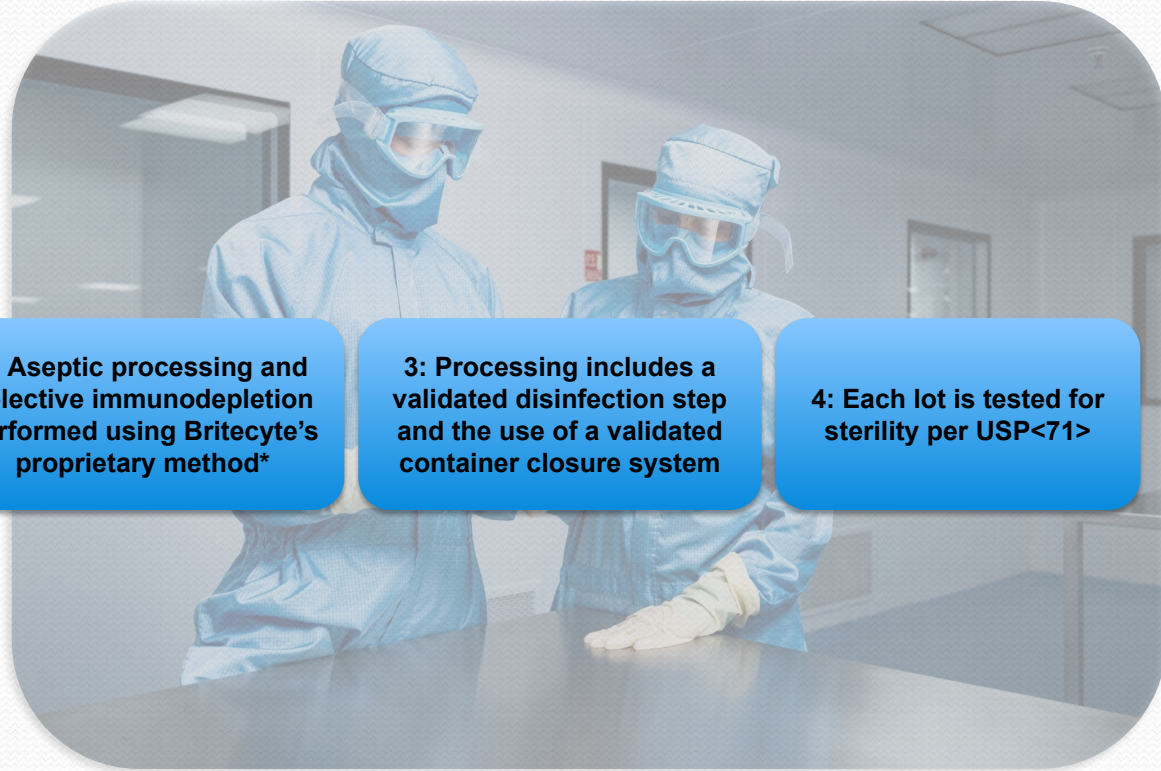 Aseptic processing and
immunodepletion
using Britecyte’s
proprietary method*
3: Processing includes a
validated disinfection step
and the use of a validated
container closure system
4: Each lot is tested for
sterility per USP<71>